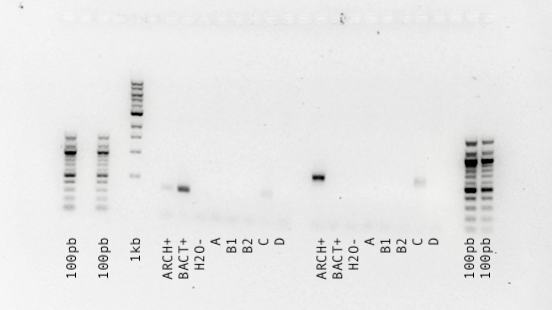 100pb
100pb
1kb
ARCH+
BACT+
H2O-
A
B1
B2
C
D
ARCH+
BACT+
H2O-
A
B1
B2
C
D
100pb
100pb